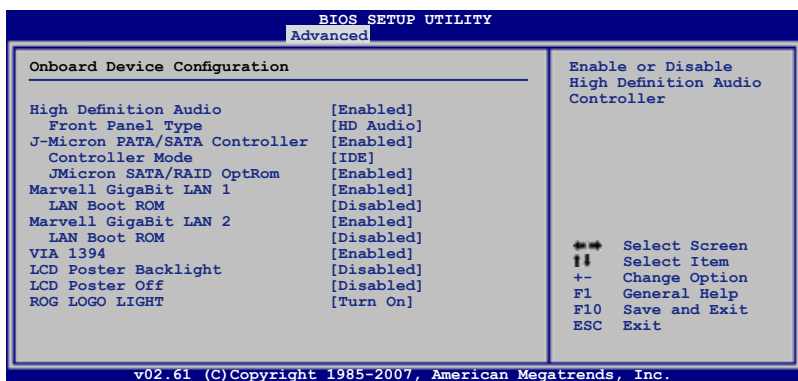 BIOS SETUP UTILITY
Advanced
Onboard Device Configuration
High Definition Audio [Enabled]
Front Panel Type [HD Audio]
J-Micron PATA/SATA Controller [Enabled]
Controller Mode [IDE]
JMicron SATA/RAID OptRom [Enabled]
Marvell GigaBit LAN 1 [Enabled]
LAN Boot ROM [Disabled]
Marvell GigaBit LAN 2 [Enabled]
LAN Boot ROM [Disabled]
VIA 1394 [Enabled]
LCD Poster Backlight [Disabled]
LCD Poster Off [Disabled]
ROG LOGO LIGHT [Turn On]
Enable or Disable
High Definition Audio
Controller
Select Screen
Select Item
+- Change Option
F1 General Help
F10 Save and Exit
ESC Exit
v02.61 (C)Copyright 1985-2007, American Megatrends, Inc.